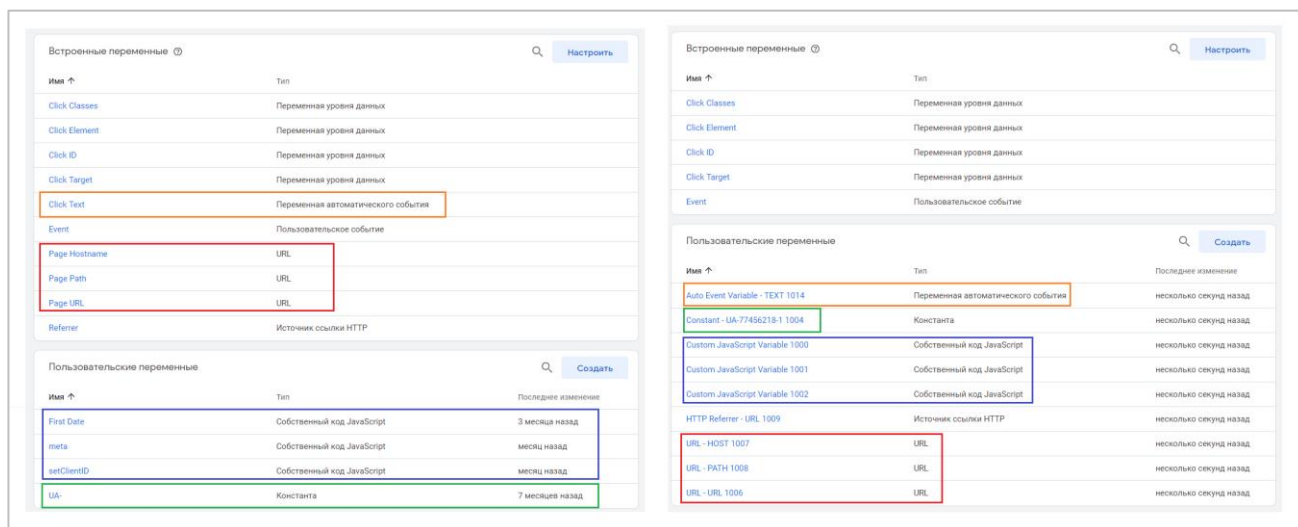 Встроенные переменные
Настроить
Имя Тип
Click Classes Переменная уровня данных
Click Element Переменная уровня данных
Click ID Переменная уровня данных
Click Target Переменная уровня данных
Click Text Переменная автоматического события
Event Пользовательское событие
Page Hostname URL
Page Path URL
Page URL URL
Referrer Источник ссылки HTTP
Пользовательские переменные
Создать
Имя Тип Последнее изменение
First Date Собственный код JavaScript 3 месяца назад
meta Собственный код JavaScript месяц назад
setClientID Собственный код JavaScript месяц назад
UA- Константа 7 месяцев назад
Встроенные переменные
Настроить
Имя Тип
Click Classes Переменная уровня данных
Click Element Переменная уровня данных
Click ID Переменная уровня данных
Click Target Переменная уровня данных
Event Пользовательское событие
Пользовательские переменные
Создать
Имя Тип Последнее изменение
Auto Event Variable - TEXT 1014 Переменная автоматического события несколько секунд назад
Constant - UA-77456218-1 1004 Константа несколько секунд назад
Custom JavaScript Variable 1000 Собственный код JavaScript несколько секунд назад
Custom JavaScript Variable 1001 Собственный код JavaScript несколько секунд назад
Custom JavaScript Variable 1002 Собственный код JavaScript несколько секунд назад
HTTP Referrer - URL 1009 Источник ссылки HTTP несколько секунд назад
URL - HOST 1007 URL несколько секунд назад
URL - PATH 1008 URL несколько секунд назад
URL - URL 1006 URL несколько секунд назад